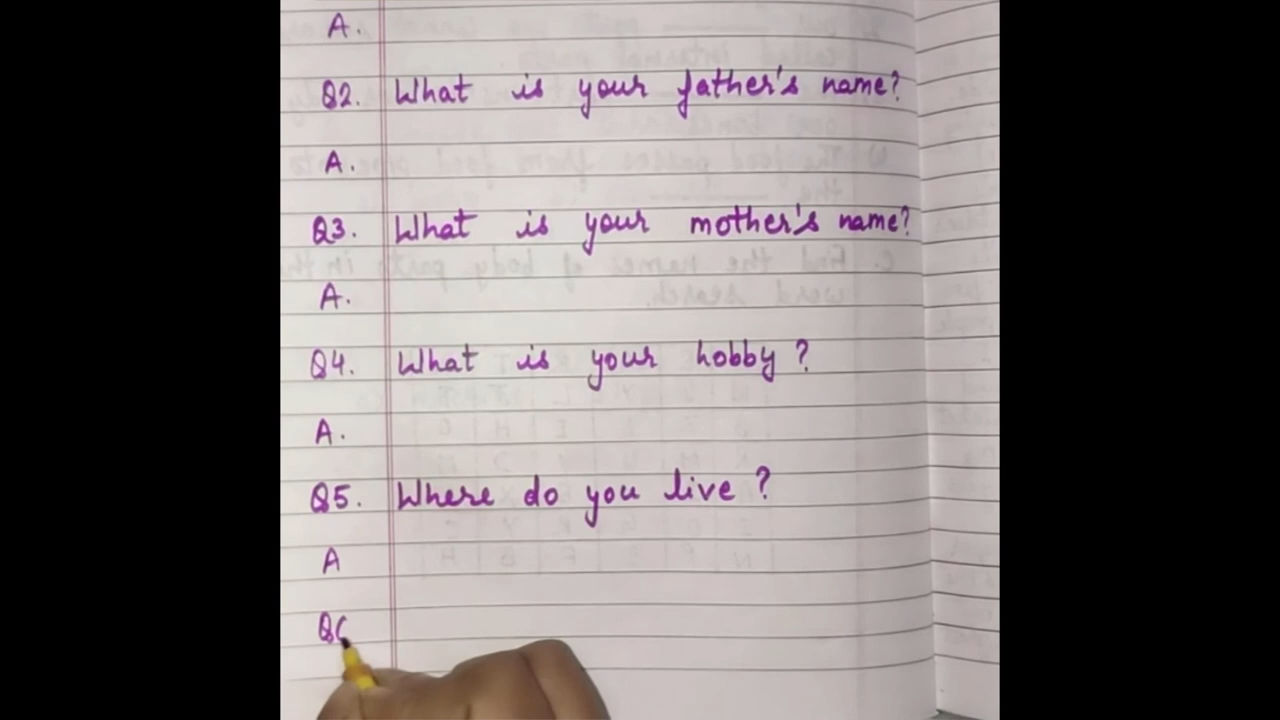 A.
Q2. What is your father's name?
A.
Q3. What is your mother's name?
A.
Q4. What is your hobby?
A.
Q5. Where do you live?
A
Q